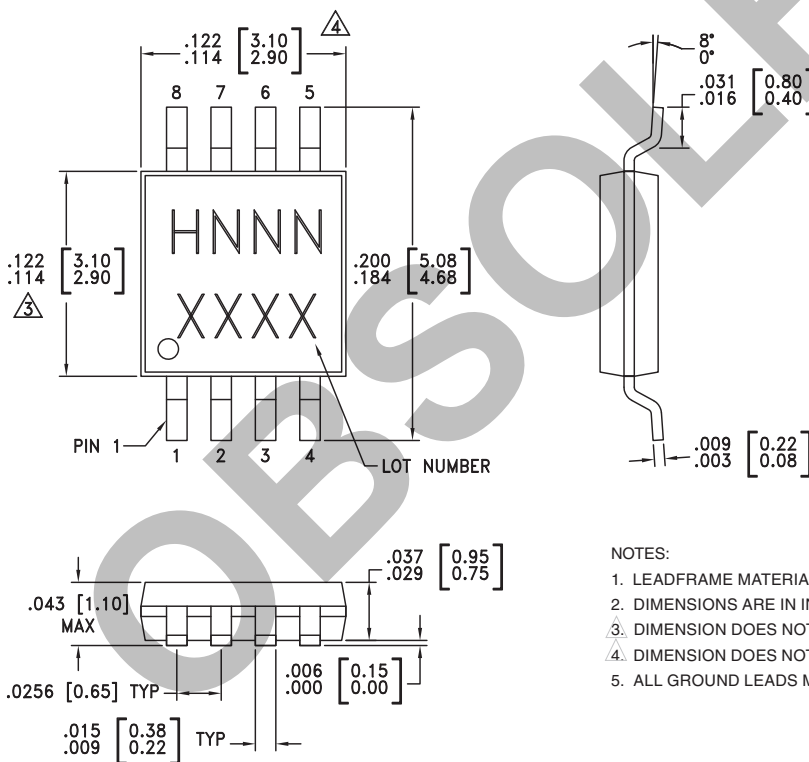 .122 [3.10]
.114 [2.90]
4
8 7 6 5
HNNN
XXXX
.122 [3.10]
.114 [2.90]
3
.200 [5.08]
.184 [4.68]
PIN 1
1 2 3 4
LOT NUMBER
8°
0°
.031 [0.80]
.016 [0.40]
.009 [0.22]
.003 [0.08]
.037 [0.95]
.029 [0.75]
.043 [1.10]
MAX
.0256 [0.65] TYP
.006 [0.15]
.000 [0.00]
.015 [0.38]
.009 [0.22]
TYP
NOTES:
1. LEADFRAME MATERIA
2. DIMENSIONS ARE IN IN
3. DIMENSION DOES NOT
4. DIMENSION DOES NOT
5. ALL GROUND LEADS M
OBSOLE